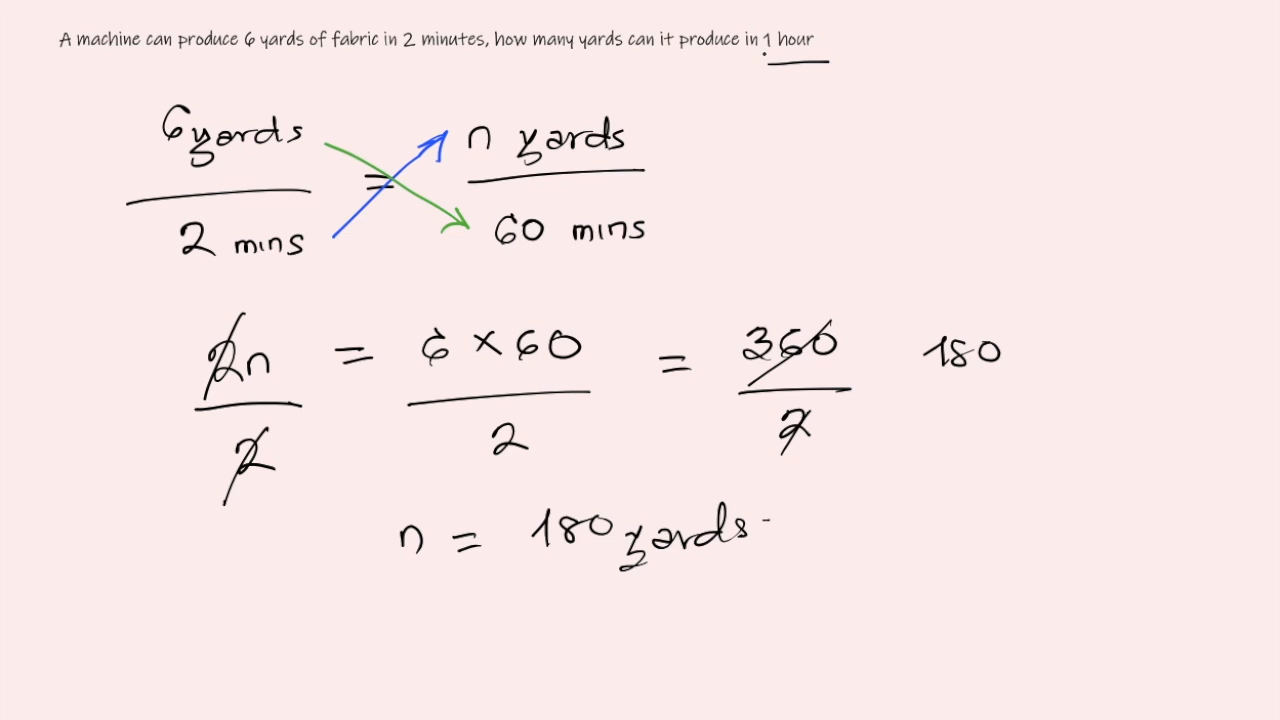 A machine can produce 6 yards of fabric in 2 minutes, how many yards can it produce in 1 hour
6 yards = n yards
2 mins 60 mins
2n = 6 × 60 = 360 180
2 2 2
n = 180 yards